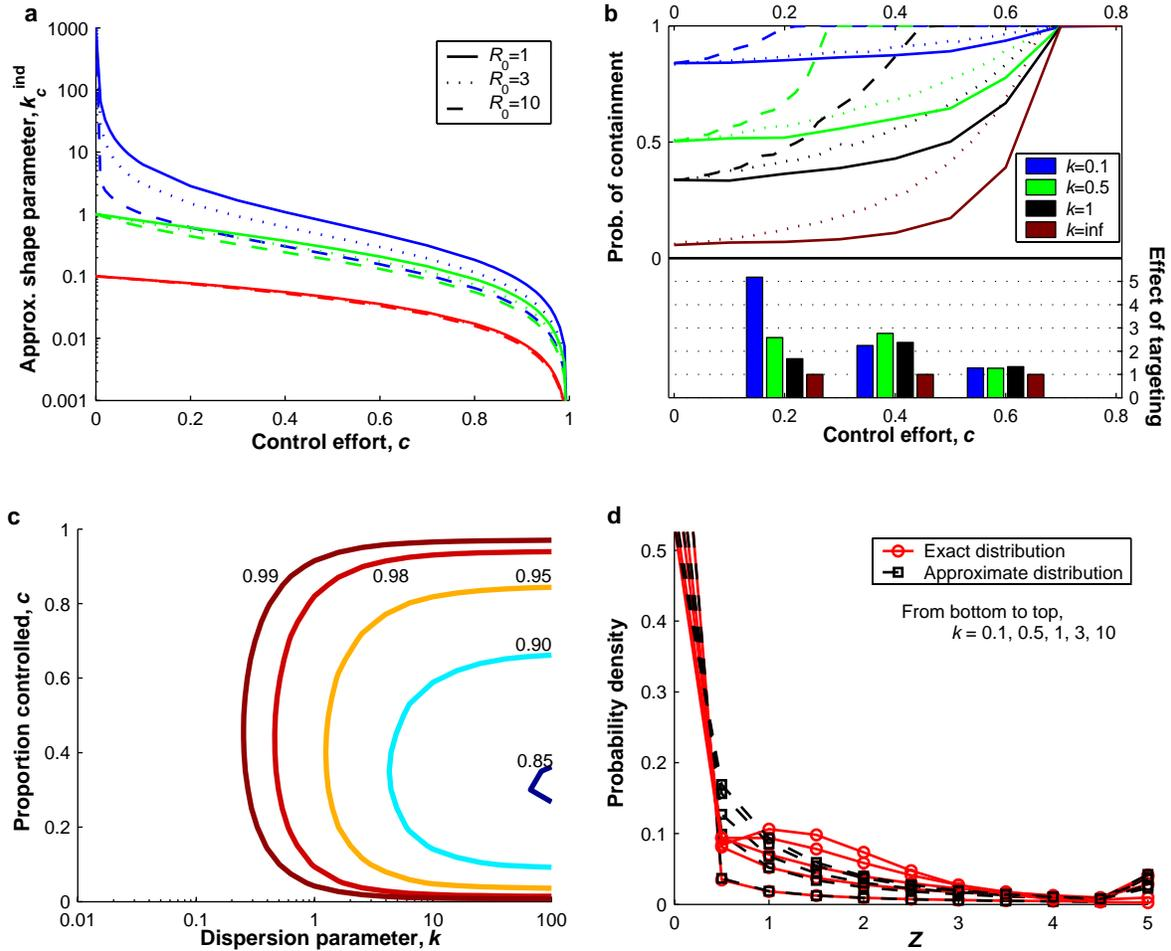 a
1000
100
10
1
0.1
0.01
0.001
Approx. shape parameter, k_c^ind
0 0.2 0.4 0.6 0.8 1
Control effort, c
R0=1
R0=3
R0=10
b
0 0.2 0.4 0.6 0.8
1
0.5
0
Prob. of containment
k=0.1
k=0.5
k=1
k=inf
5
4
3
2
1
0
Effect of targeting
0 0.2 0.4 0.6 0.8
Control effort, c
c
1
0.8
0.6
0.4
0.2
0
Proportion controlled, c
0.99 0.98 0.95
0.90
0.85
0.01 0.1 1 10 100
Dispersion parameter, k
d
0.5
0.4
0.3
0.2
0.1
0
Probability density
Exact distribution
Approximate distribution
From bottom to top,
k = 0.1, 0.5, 1, 3, 10
0 1 2 3 4 5
Z